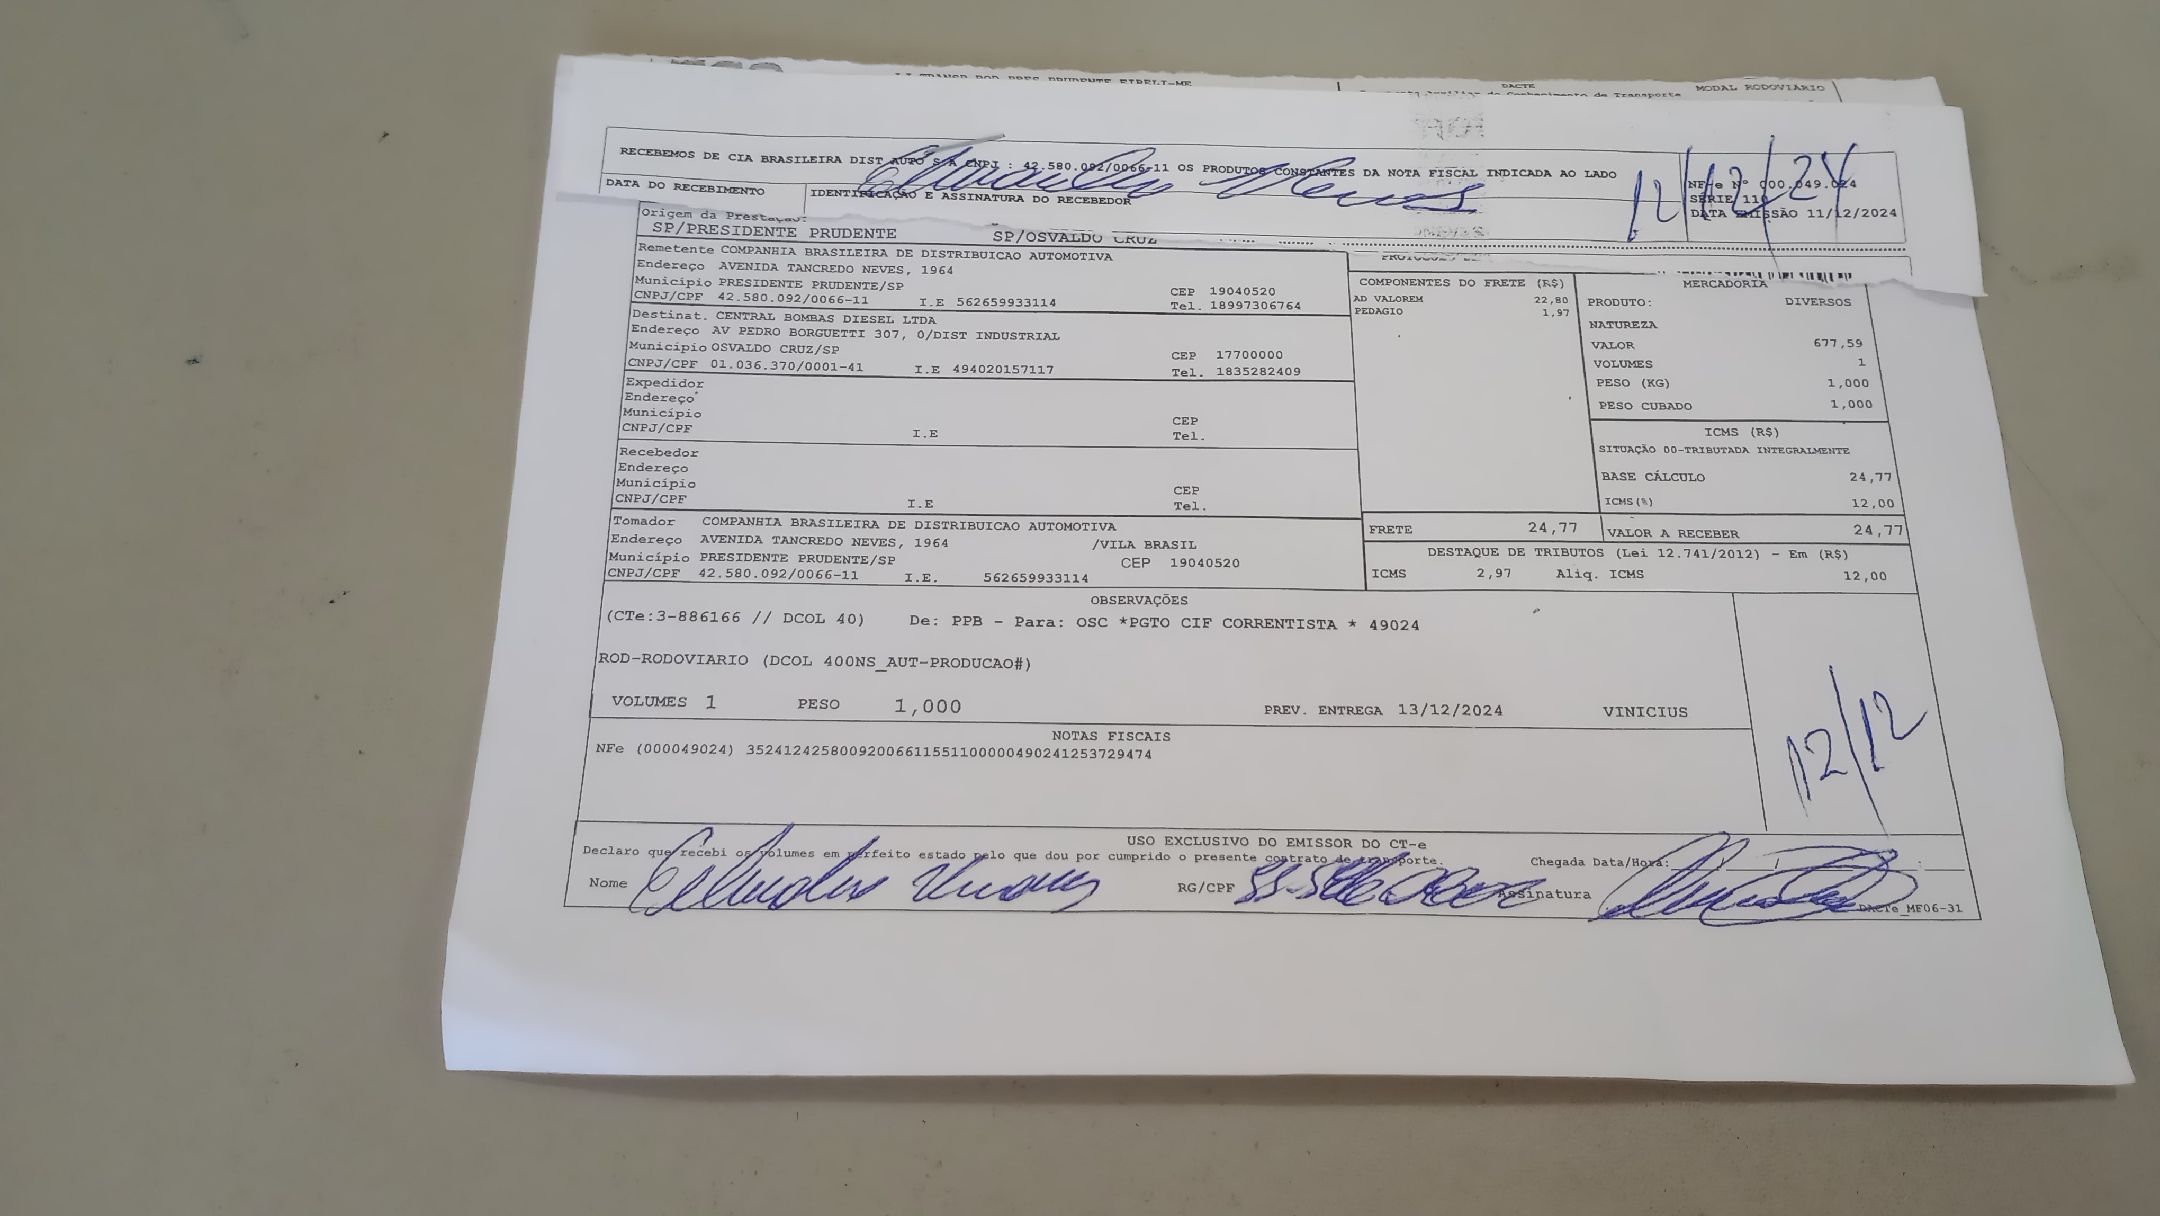 MODAL RODOVIARIO
DACTE
RECEBEMOS DE CIA BRASILEIRA DIST AUTO S/A CNPJ : 42.580.092/0066-11 OS PRODUTOS CONSTANTES DA NOTA FISCAL INDICADA AO LADO
12/12/24
NF-e Nº 000.049.024
SÉRIE 110
DATA EMISSÃO 11/12/2024
DATA DO RECEBIMENTO
IDENTIFICAÇÃO E ASSINATURA DO RECEBEDOR
Origem da Prestação:
SP/PRESIDENTE PRUDENTE SP/OSVALDO CRUZ
Remetente COMPANHIA BRASILEIRA DE DISTRIBUICAO AUTOMOTIVA
Endereço AVENIDA TANCREDO NEVES, 1964
Município PRESIDENTE PRUDENTE/SP CEP 19040520
CNPJ/CPF 42.580.092/0066-11 I.E 562659933114 Tel. 18997306764
Destinat. CENTRAL BOMBAS DIESEL LTDA
Endereço AV PEDRO BORGUETTI 307, 0/DIST INDUSTRIAL
Município OSVALDO CRUZ/SP CEP 17700000
CNPJ/CPF 01.036.370/0001-41 I.E 494020157117 Tel. 1835282409
Expedidor
Endereço
Município CEP
CNPJ/CPF I.E Tel.
Recebedor
Endereço
Município CEP
CNPJ/CPF I.E Tel.
Tomador COMPANHIA BRASILEIRA DE DISTRIBUICAO AUTOMOTIVA
Endereço AVENIDA TANCREDO NEVES, 1964 /VILA BRASIL
Município PRESIDENTE PRUDENTE/SP CEP 19040520
CNPJ/CPF 42.580.092/0066-11 I.E. 562659933114
COMPONENTES DO FRETE (R$)
AD VALOREM 22,80
PEDAGIO 1,97
MERCADORIA
PRODUTO: DIVERSOS
NATUREZA
VALOR 677,59
VOLUMES 1
PESO (KG) 1,000
PESO CUBADO 1,000
ICMS (R$)
SITUAÇÃO 00-TRIBUTADA INTEGRALMENTE
BASE CÁLCULO 24,77
ICMS(%) 12,00
FRETE 24,77 VALOR A RECEBER 24,77
DESTAQUE DE TRIBUTOS (Lei 12.741/2012) - Em (R$)
ICMS 2,97 Aliq. ICMS 12,00
OBSERVAÇÕES
(CTe:3-886166 // DCOL 40) De: PPB - Para: OSC *PGTO CIF CORRENTISTA * 49024
ROD-RODOVIARIO (DCOL 400NS_AUT-PRODUCAO#)
VOLUMES 1 PESO 1,000 PREV. ENTREGA 13/12/2024 VINICIUS
12/12
NOTAS FISCAIS
NFe (000049024) 35241242580092006611551100000490241253729474
USO EXCLUSIVO DO EMISSOR DO CT-e
Declaro que recebi os volumes em perfeito estado pelo que dou por cumprido o presente contrato de transporte. Chegada Data/Hora:
Nome RG/CPF Assinatura
DACTe_MF06-31